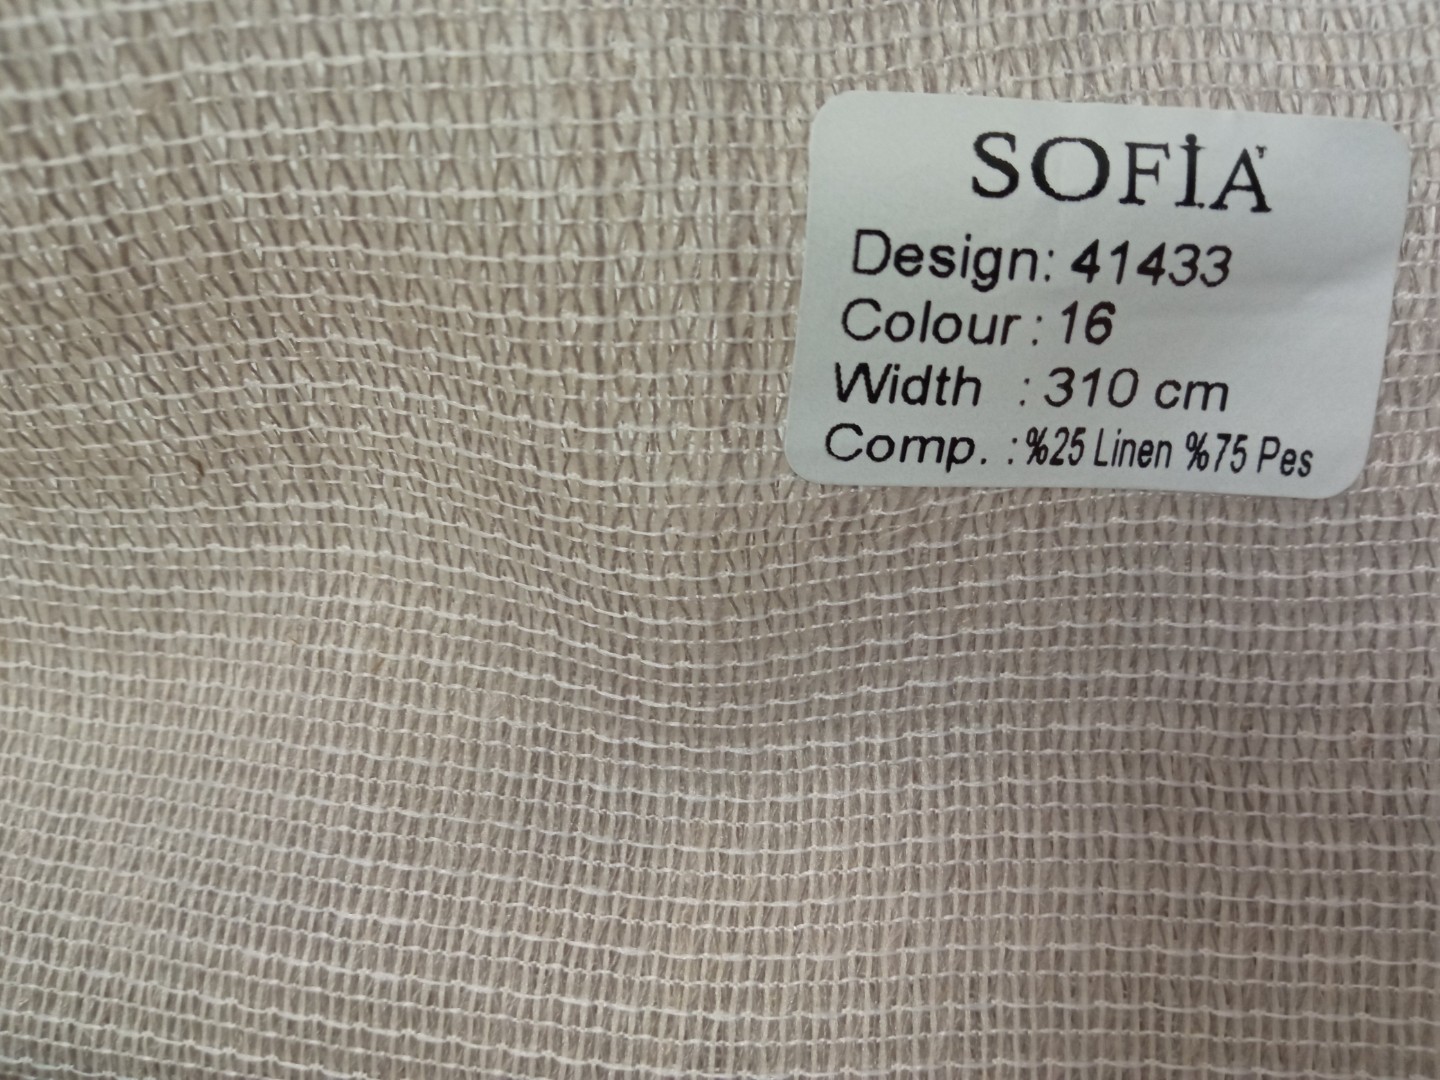 SOFİA
Design: 41433
Colour : 16
Width : 310 cm
Comp. : %25 Linen %75 Pes